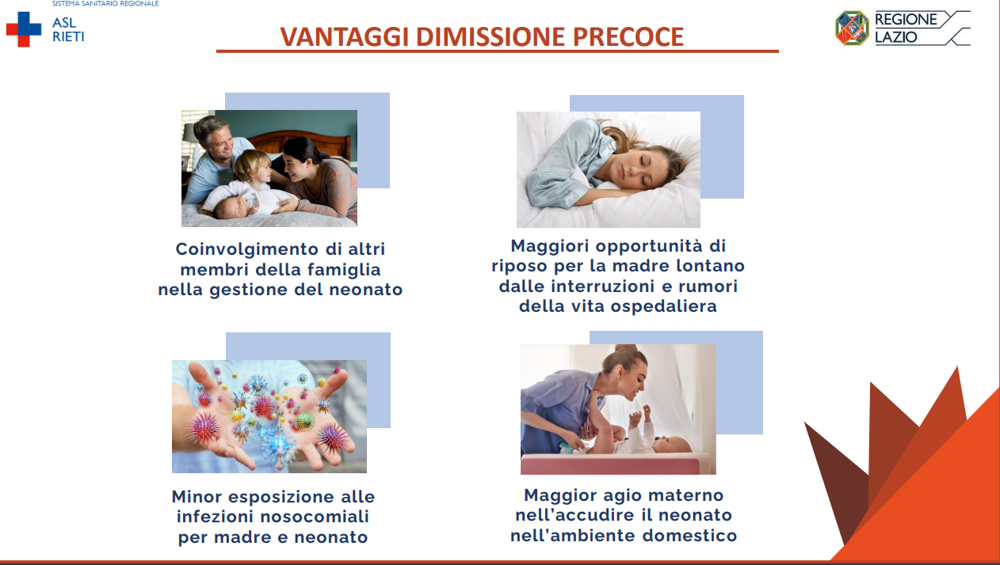 SISTEMA SANITARIO REGIONALE
ASL
RIETI
VANTAGGI DIMISSIONE PRECOCE
REGIONE
LAZIO
Coinvolgimento di altri
membri della famiglia
nella gestione del neonato
Maggiori opportunità di
riposo per la madre lontano
dalle interruzioni e rumori
della vita ospedaliera
Minor esposizione alle
infezioni nosocomiali
per madre e neonato
Maggior agio materno
nell’accudire il neonato
nell’ambiente domestico